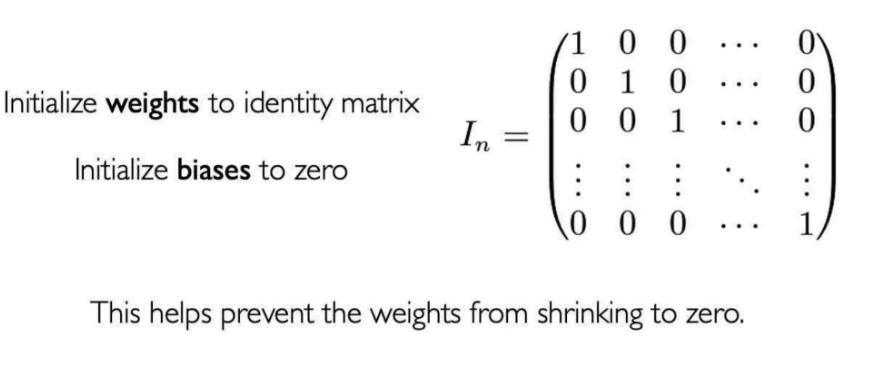 Initialize weights to identity matrix
Initialize biases to zero
I_n =
1 0 0 ⋯ 0
0 1 0 ⋯ 0
0 0 1 ⋯ 0
⋮ ⋮ ⋮ ⋱ ⋮
0 0 0 ⋯ 1
This helps prevent the weights from shrinking to zero.